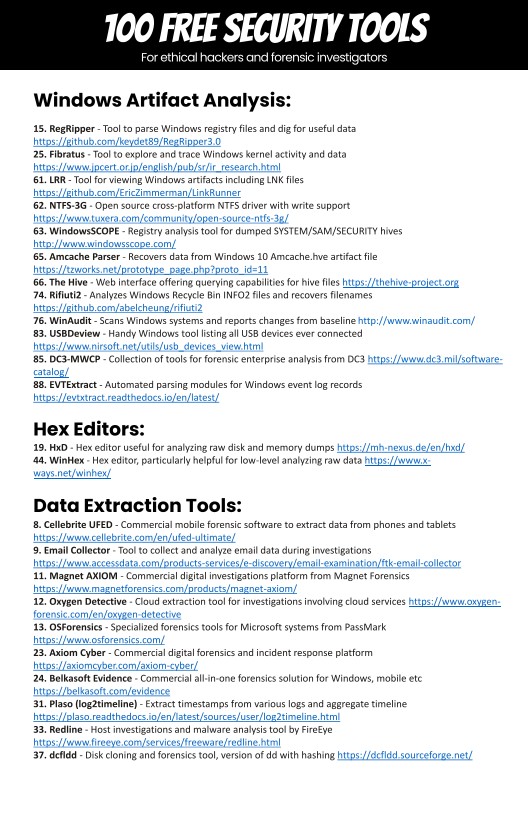 100 FREE SECURITY TOOLS
For ethical hackers and forensic investigators
Windows Artifact Analysis:
15. RegRipper - Tool to parse Windows registry files and dig for useful data
https://github.com/keydet89/RegRipper3.0
25. Fibratus - Tool to explore and trace Windows kernel activity and data
https://www.jpcert.or.jp/english/pub/sr/ir_research.html
61. LRR - Tool for viewing Windows artifacts including LNK files
https://github.com/EricZimmerman/LinkRunner
62. NTFS-3G - Open source cross-platform NTFS driver with write support
https://www.tuxera.com/community/open-source-ntfs-3g/
63. WindowsSCOPE - Registry analysis tool for dumped SYSTEM/SAM/SECURITY hives
http://www.windowsscope.com/
65. Amcache Parser - Recovers data from Windows 10 Amcache.hve artifact file
https://tzworks.net/prototype_page.php?proto_id=11
66. The Hive - Web interface offering querying capabilities for hive files https://thehive-project.org
74. Rifiuti2 - Analyzes Windows Recycle Bin INFO2 files and recovers filenames
https://github.com/abelcheung/rifiuti2
76. WinAudit - Scans Windows systems and reports changes from baseline http://www.winaudit.com/
83. USBDeview - Handy Windows tool listing all USB devices ever connected
https://www.nirsoft.net/utils/usb_devices_view.html
85. DC3-MWCP - Collection of tools for forensic enterprise analysis from DC3 https://www.dc3.mil/software-
catalog/
88. EVTExtract - Automated parsing modules for Windows event log records
https://evtxtract.readthedocs.io/en/latest/
Hex Editors:
19. HxD - Hex editor useful for analyzing raw disk and memory dumps https://mh-nexus.de/en/hxd/
44. WinHex - Hex editor, particularly helpful for low-level analyzing raw data https://www.x-
ways.net/winhex/
Data Extraction Tools:
8. Cellebrite UFED - Commercial mobile forensic software to extract data from phones and tablets
https://www.cellebrite.com/en/ufed-ultimate/
9. Email Collector - Tool to collect and analyze email data during investigations
https://www.accessdata.com/products-services/e-discovery/email-examination/ftk-email-collector
11. Magnet AXIOM - Commercial digital investigations platform from Magnet Forensics
https://www.magnetforensics.com/products/magnet-axiom/
12. Oxygen Detective - Cloud extraction tool for investigations involving cloud services https://www.oxygen-
forensic.com/en/oxygen-detective
13. OSForensics - Specialized forensics tools for Microsoft systems from PassMark
https://www.osforensics.com/
23. Axiom Cyber - Commercial digital forensics and incident response platform
https://axiomcyber.com/axiom-cyber/
24. Belkasoft Evidence - Commercial all-in-one forensics solution for Windows, mobile etc
https://belkasoft.com/evidence
31. Plaso (log2timeline) - Extract timestamps from various logs and aggregate timeline
https://plaso.readthedocs.io/en/latest/sources/user/log2timeline.html
33. Redline - Host investigations and malware analysis tool by FireEye
https://www.fireeye.com/services/freeware/redline.html
37. dcfldd - Disk cloning and forensics tool, version of dd with hashing https://dcfldd.sourceforge.net/